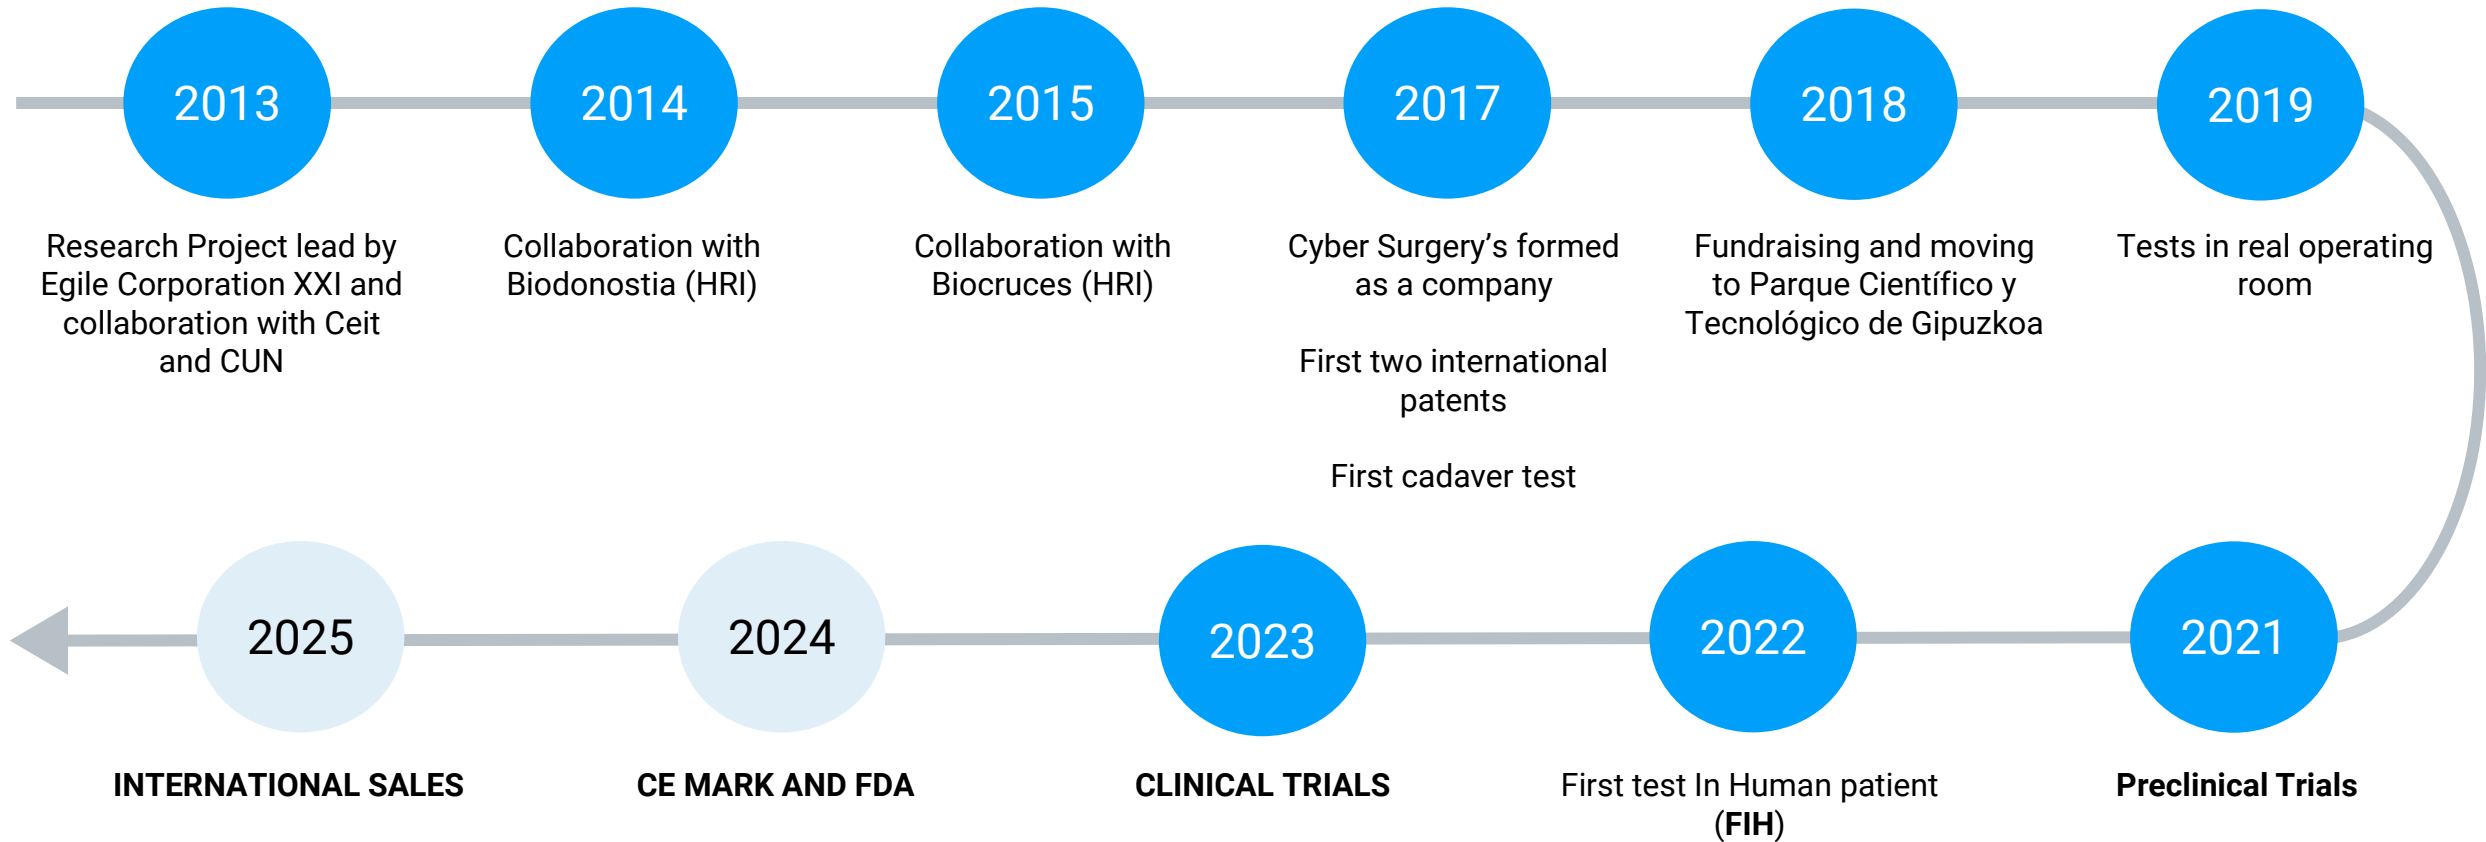 2013
Research Project lead by
Egile Corporation XXI and
collaboration with Ceit
and CUN
2014
Collaboration with
Biodonostia (HRI)
2015
Collaboration with
Biocruces (HRI)
2017
Cyber Surgery’s formed
as a company
First two international
patents
First cadaver test
2018
Fundraising and moving
to Parque Científico y
Tecnológico de Gipuzkoa
2019
Tests in real operating
room
2021
Preclinical Trials
2022
First test In Human patient
(FIH)
2023
CLINICAL TRIALS
2024
CE MARK AND FDA
2025
INTERNATIONAL SALES